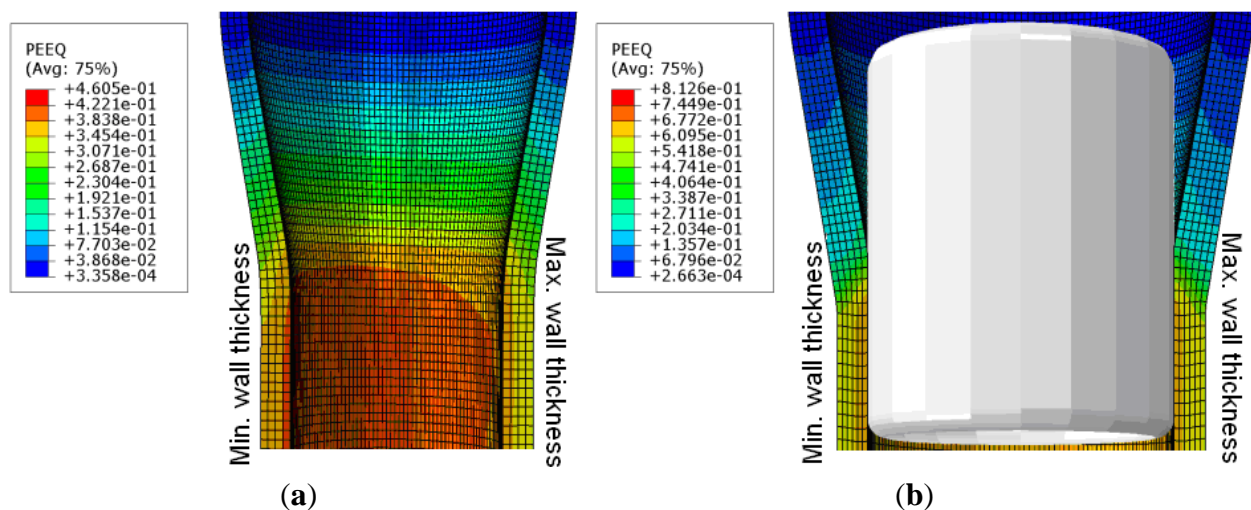 PEEQ
(Avg: 75%)
+4.605e-01
+4.221e-01
+3.838e-01
+3.454e-01
+3.071e-01
+2.687e-01
+2.304e-01
+1.921e-01
+1.537e-01
+1.154e-01
+7.703e-02
+3.868e-02
+3.358e-04
Min. wall thickness
Max. wall thickness
(a)
PEEQ
(Avg: 75%)
+8.126e-01
+7.449e-01
+6.772e-01
+6.095e-01
+5.418e-01
+4.741e-01
+4.064e-01
+3.387e-01
+2.711e-01
+2.034e-01
+1.357e-01
+6.796e-02
+2.663e-04
Min. wall thickness
Max. wall thickness
(b)